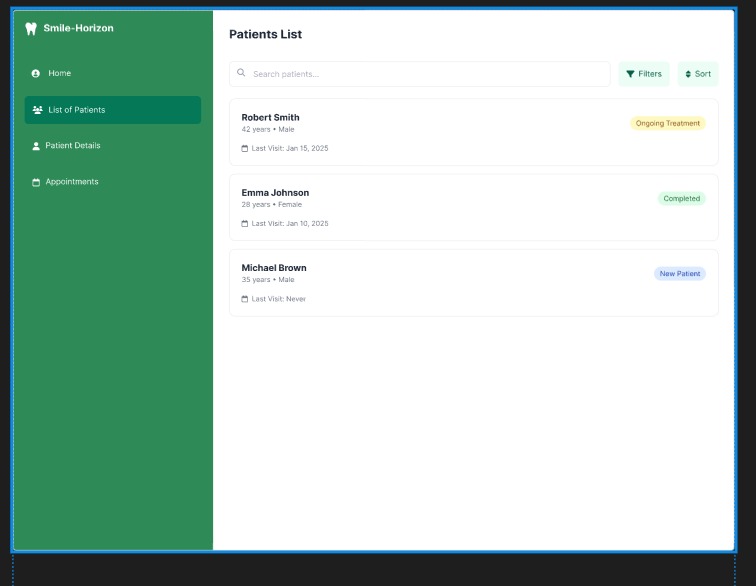 Smile-Horizon
Home
List of Patients
Patient Details
Appointments
Patients List
Search patients...
Filters
Sort
Robert Smith
42 years • Male
Last Visit: Jan 15, 2025
Ongoing Treatment
Emma Johnson
28 years • Female
Last Visit: Jan 10, 2025
Completed
Michael Brown
35 years • Male
Last Visit: Never
New Patient